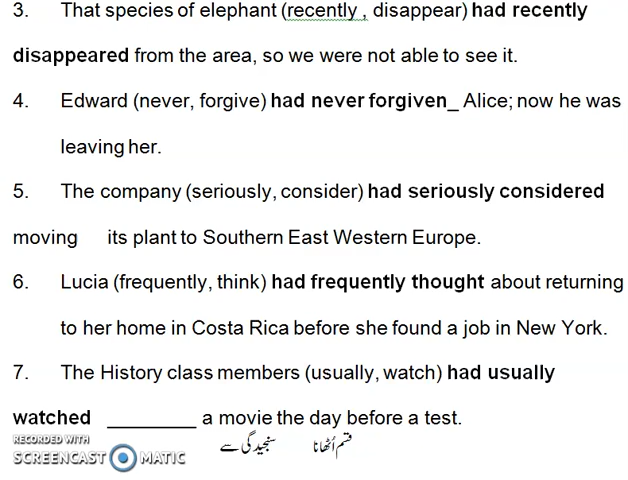 3. That species of elephant (recently , disappear) had recently
disappeared from the area, so we were not able to see it.
4. Edward (never, forgive) had never forgiven_ Alice; now he was
leaving her.
5. The company (seriously, consider) had seriously considered
moving its plant to Southern East Western Europe.
6. Lucia (frequently, think) had frequently thought about returning
to her home in Costa Rica before she found a job in New York.
7. The History class members (usually, watch) had usually
watched ________ a movie the day before a test.
قسم اُٹھانا سنجیدگی سے
RECORDED WITH
SCREENCAST MATIC